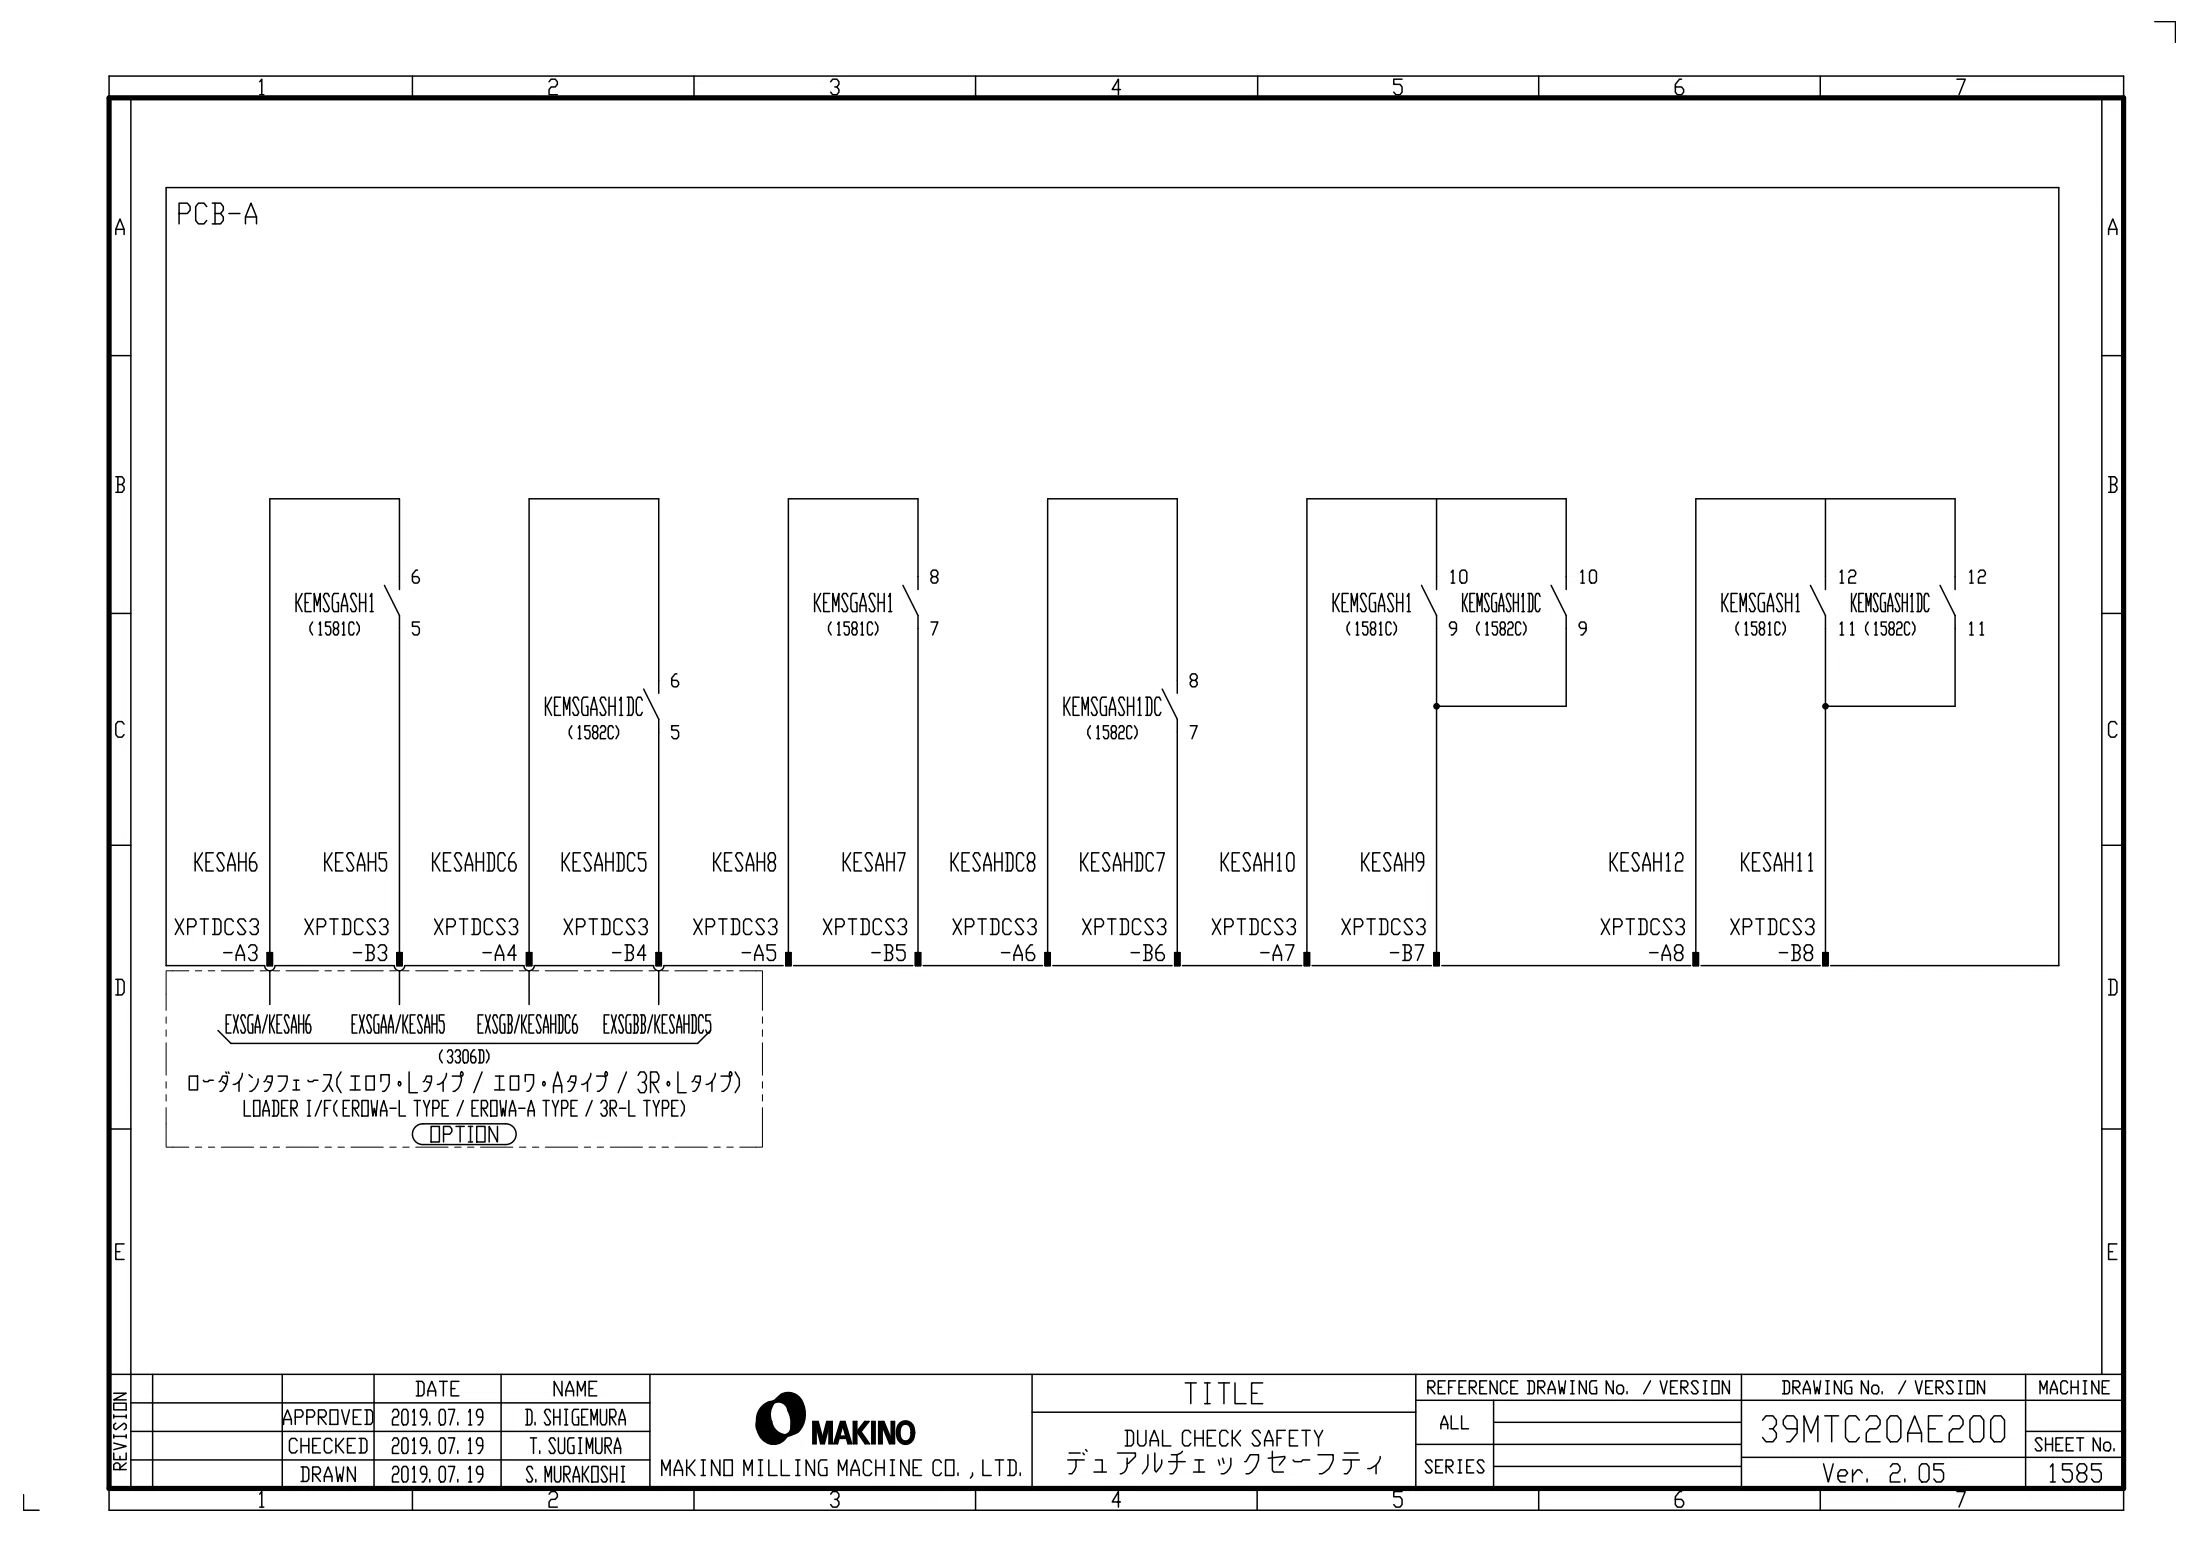 1 2 3 4 5 6 7
PCB-A
A A
B B
6 8 10 10 12 12
KEMSGASH1 KEMSGASH1 KEMSGASH1 KEMSGASH1DC KEMSGASH1 KEMSGASH1DC
(1581C) 5 (1581C) 7 (1581C) 9 (1582C) 9 (1581C) 11 (1582C) 11
6 8
KEMSGASH1DC KEMSGASH1DC
(1582C) 5 (1582C) 7
C C
KESAH6 KESAH5 KESAHDC6 KESAHDC5 KESAH8 KESAH7 KESAHDC8 KESAHDC7 KESAH10 KESAH9 KESAH12 KESAH11
XPTDCS3 XPTDCS3 XPTDCS3 XPTDCS3 XPTDCS3 XPTDCS3 XPTDCS3 XPTDCS3 XPTDCS3 XPTDCS3 XPTDCS3 XPTDCS3
-A3 -B3 -A4 -B4 -A5 -B5 -A6 -B6 -A7 -B7 -A8 -B8
D D
EXSGA/KESAH6 EXSGAA/KESAH5 EXSGB/KESAHDC6 EXSGBB/KESAHDC5
(3306D)
ローダインタフェース(エロワ・Lタイプ / エロワ・Aタイプ / 3R・Lタイプ)
LOADER I/F(EROWA-L TYPE / EROWA-A TYPE / 3R-L TYPE)
OPTION
E E
REVISION
DATE NAME
APPROVED 2019.07.19 D. SHIGEMURA
CHECKED 2019.07.19 T. SUGIMURA
DRAWN 2019.07.19 S. MURAKOSHI
MAKINO
MAKINO MILLING MACHINE CO.,LTD.
TITLE
DUAL CHECK SAFETY
デュアルチェックセーフティ
REFERENCE DRAWING No. / VERSION
ALL
SERIES
DRAWING No. / VERSION
39MTC20AE200
Ver. 2.05
MACHINE
SHEET No.
1585
1 2 3 4 5 6 7